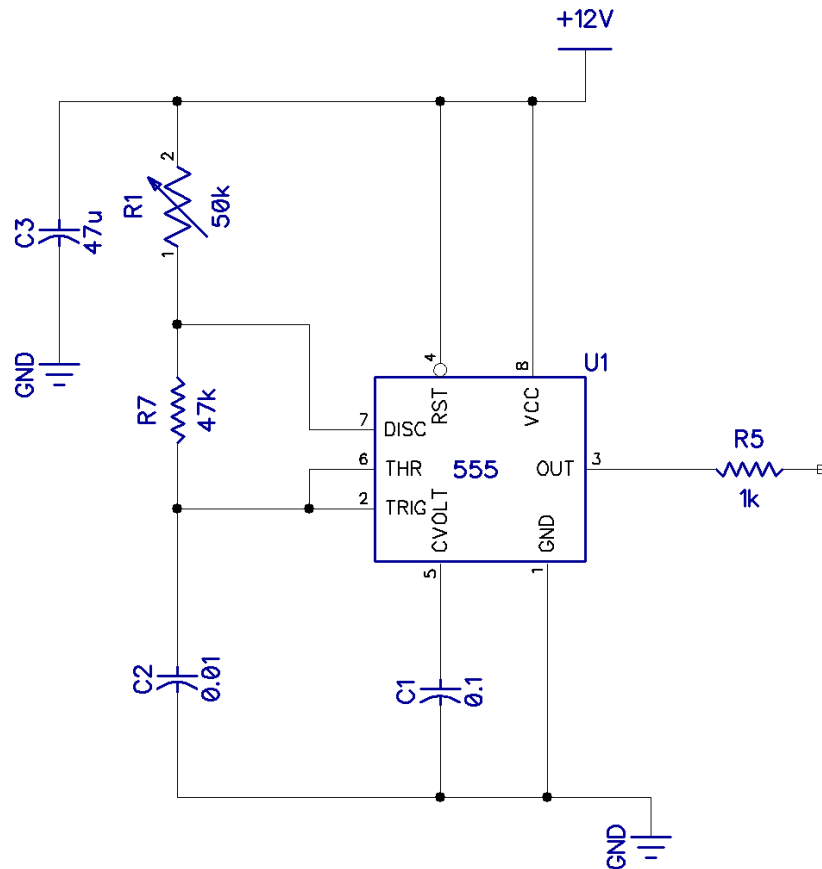 +12V
2
R1
50k
1
C3
47u
GND
4
8
U1
RST
VCC
R7
47k
7
DISC
6
THR
555
OUT
3
R5
1k
2
TRIG
CVOLT
GND
5
1
C2
0.01
C1
0.1
GND